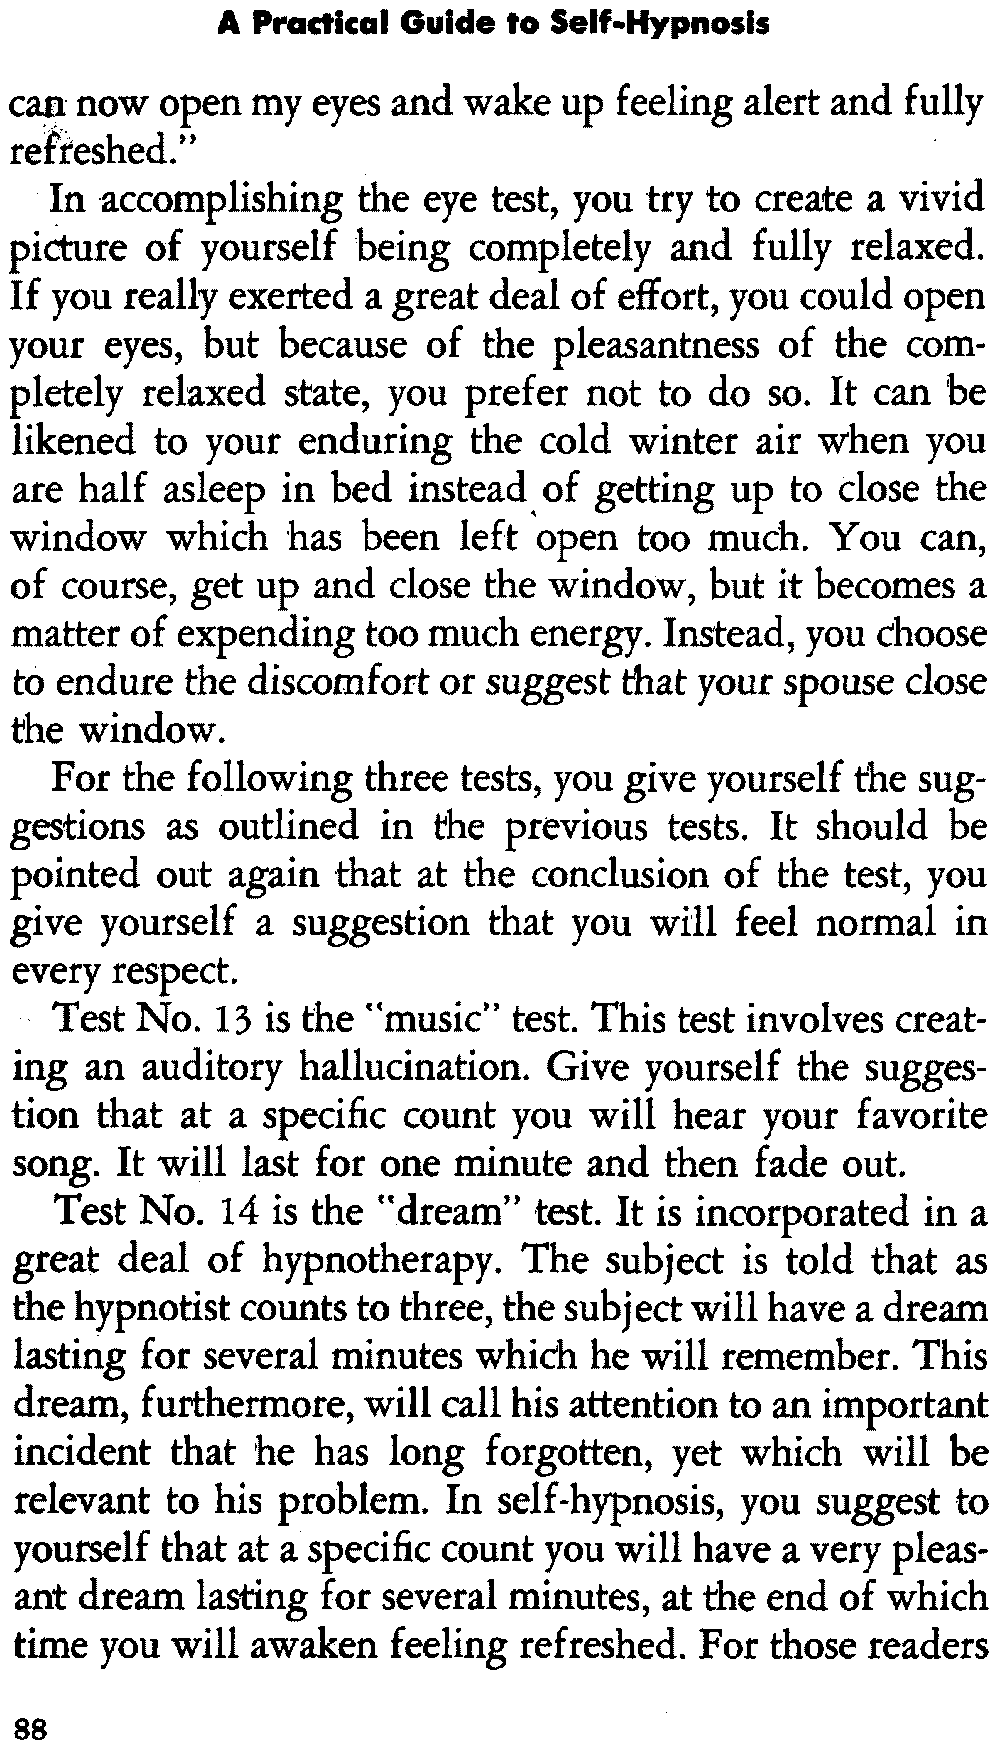 A Practical Guide to Self-Hypnosis
can now open my eyes and wake up feeling alert and fully
refreshed."
In accomplishing the eye test, you try to create a vivid
picture of yourself being completely and fully relaxed.
If you really exerted a great deal of effort, you could open
your eyes, but because of the pleasantness of the com-
pletely relaxed state, you prefer not to do so. It can be
likened to your enduring the cold winter air when you
are half asleep in bed instead of getting up to close the
window which has been left open too much. You can,
of course, get up and close the window, but it becomes a
matter of expending too much energy. Instead, you choose
to endure the discomfort or suggest that your spouse close
the window.
For the following three tests, you give yourself the sug-
gestions as outlined in the previous tests. It should be
pointed out again that at the conclusion of the test, you
give yourself a suggestion that you will feel normal in
every respect.
Test No. 13 is the "music" test. This test involves creat-
ing an auditory hallucination. Give yourself the sugges-
tion that at a specific count you will hear your favorite
song. It will last for one minute and then fade out.
Test No. 14 is the "dream" test. It is incorporated in a
great deal of hypnotherapy. The subject is told that as
the hypnotist counts to three, the subject will have a dream
lasting for several minutes which he will remember. This
dream, furthermore, will call his attention to an important
incident that he has long forgotten, yet which will be
relevant to his problem. In self-hypnosis, you suggest to
yourself that at a specific count you will have a very pleas-
ant dream lasting for several minutes, at the end of which
time you will awaken feeling refreshed. For those readers
88